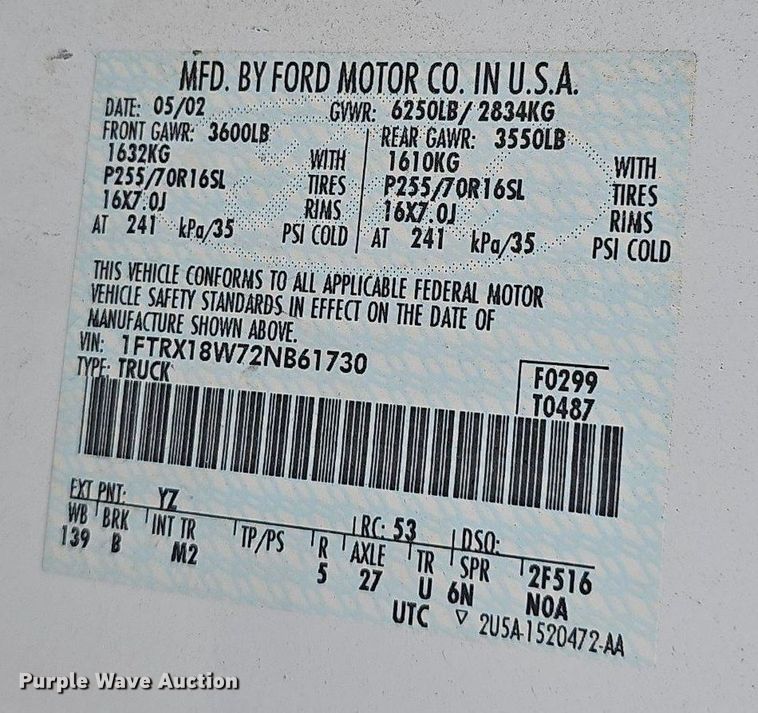 MFD. BY FORD MOTOR CO. IN U.S.A.
DATE: 05/02 GVWR: 6250LB/ 2834KG
FRONT GAWR: 3600LB REAR GAWR: 3550LB
1632KG WITH 1610KG WITH
P255/70R16SL TIRES P255/70R16SL TIRES
16X7.0J RIMS 16X7.0J RIMS
AT 241 kPa/35 PSI COLD AT 241 kPa/35 PSI COLD
THIS VEHICLE CONFORMS TO ALL APPLICABLE FEDERAL MOTOR
VEHICLE SAFETY STANDARDS IN EFFECT ON THE DATE OF
MANUFACTURE SHOWN ABOVE.
VIN: 1FTRX18W72NB61730
TYPE: TRUCK
F0299
T0487
EXT PNT: YZ RC: 53 DSO:
WB BRK INT TR TP/PS R AXLE TR SPR 2F516
139 B M2 5 27 U 6N N0A
UTC ▽ 2U5A-1520472-AA
Purple Wave Auction